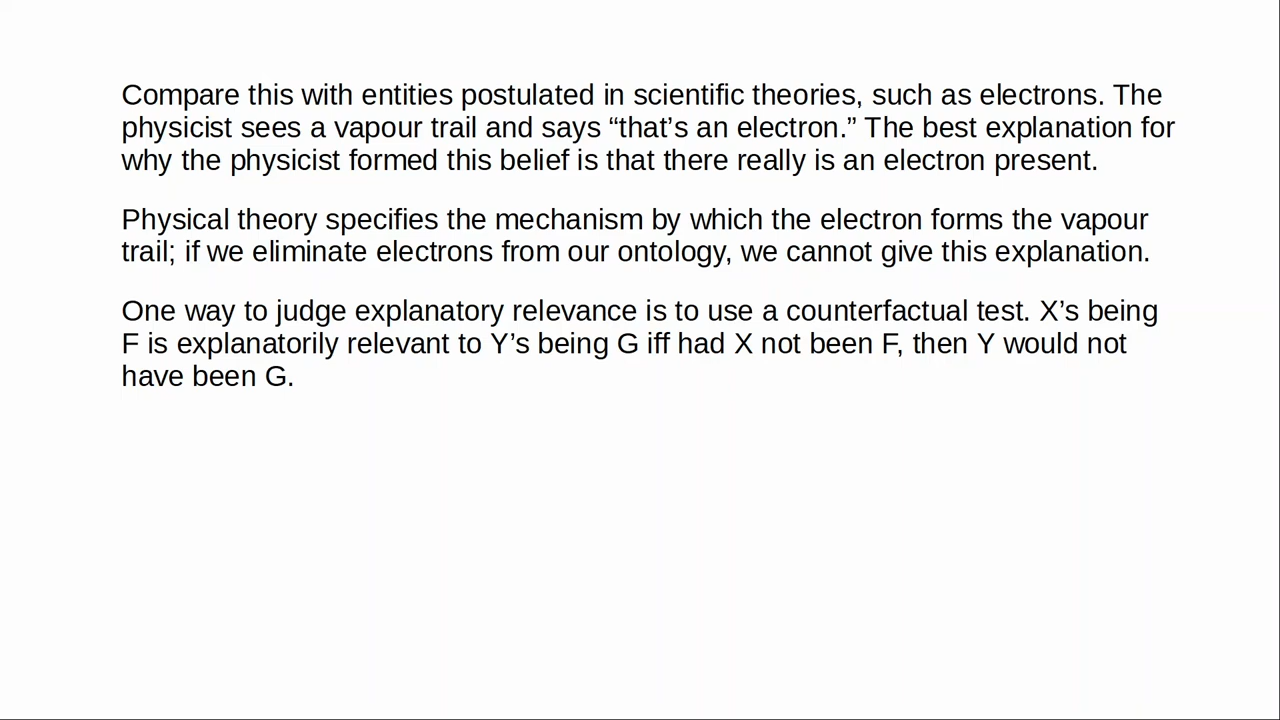 Compare this with entities postulated in scientific theories, such as electrons. The
physicist sees a vapour trail and says “that’s an electron.” The best explanation for
why the physicist formed this belief is that there really is an electron present.
Physical theory specifies the mechanism by which the electron forms the vapour
trail; if we eliminate electrons from our ontology, we cannot give this explanation.
One way to judge explanatory relevance is to use a counterfactual test. X’s being
F is explanatorily relevant to Y’s being G iff had X not been F, then Y would not
have been G.